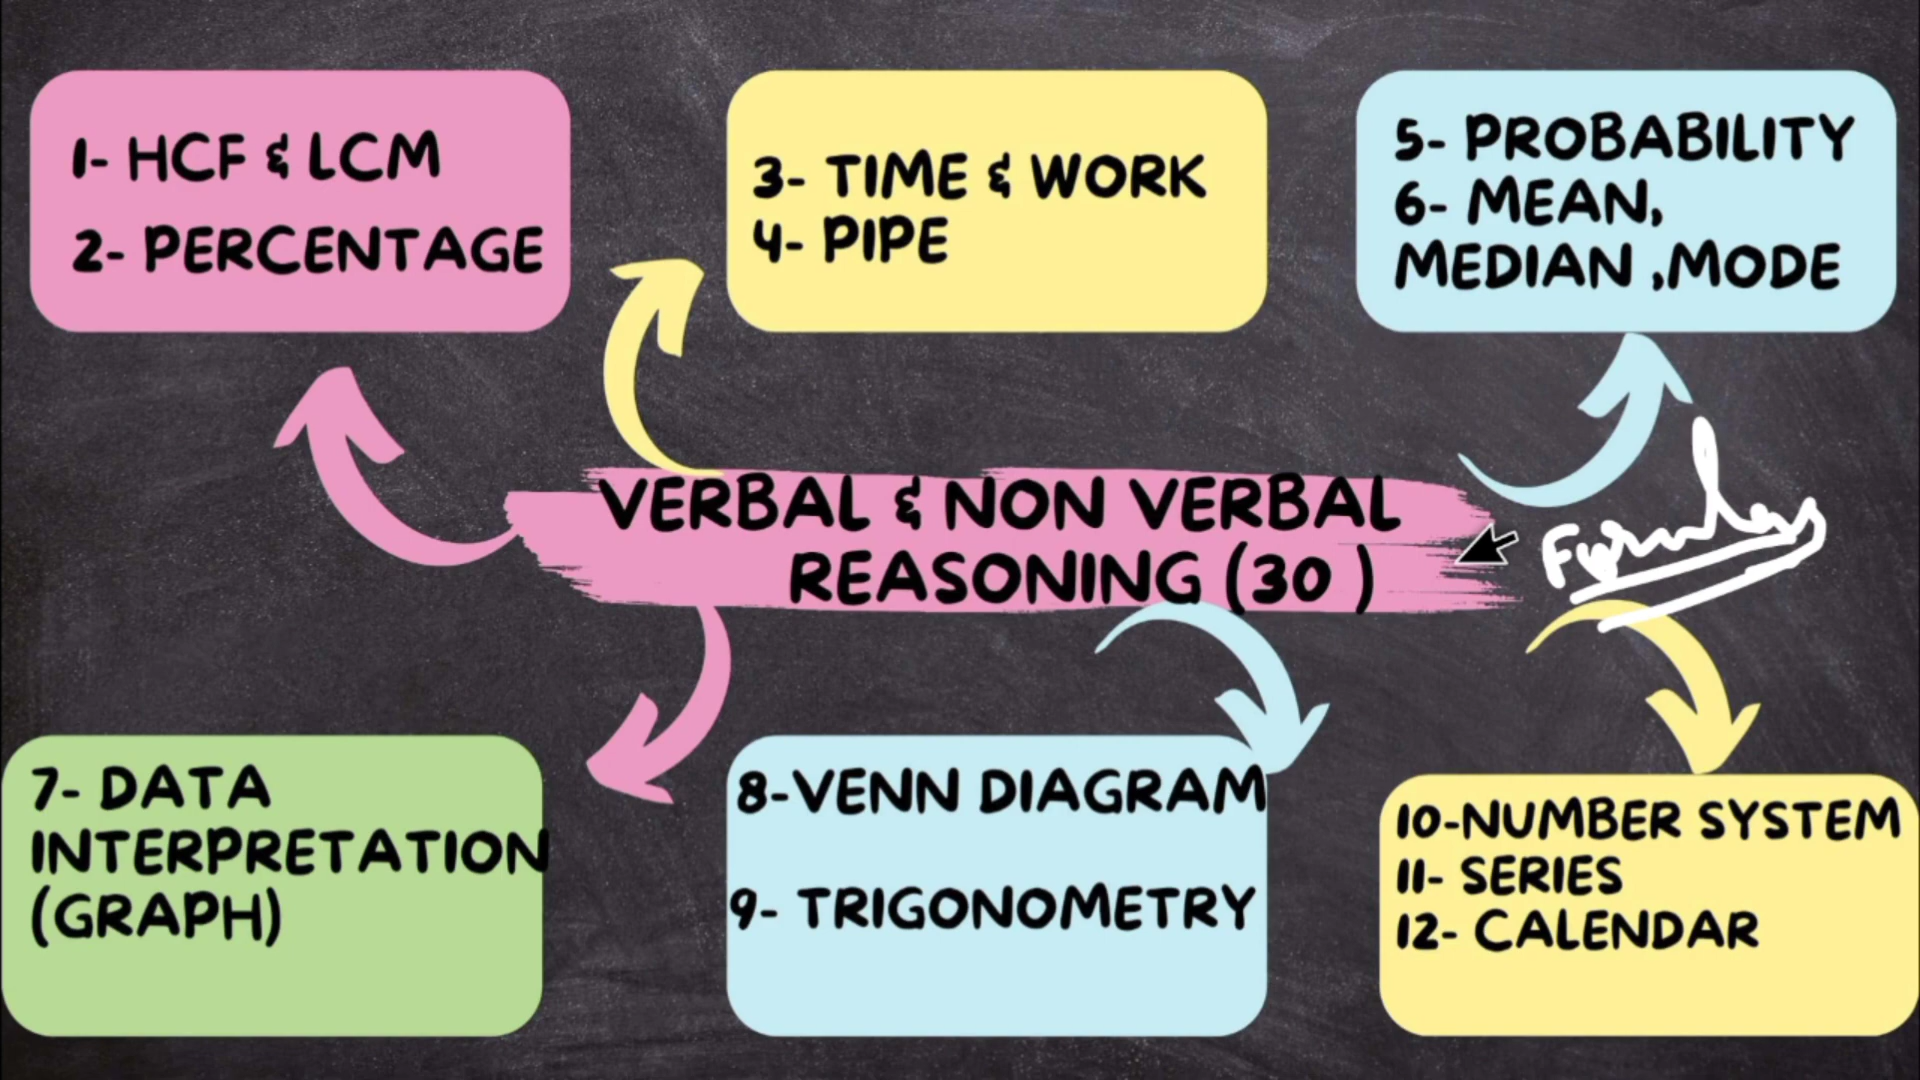 1- HCF & LCM
2- PERCENTAGE
3- TIME & WORK
4- PIPE
5- PROBABILITY
6- MEAN,
MEDIAN ,MODE
VERBAL & NON VERBAL
REASONING (30 )
Formulas
7- DATA
INTERPRETATION
(GRAPH)
8-VENN DIAGRAM
9- TRIGONOMETRY
10-NUMBER SYSTEM
11- SERIES
12- CALENDAR